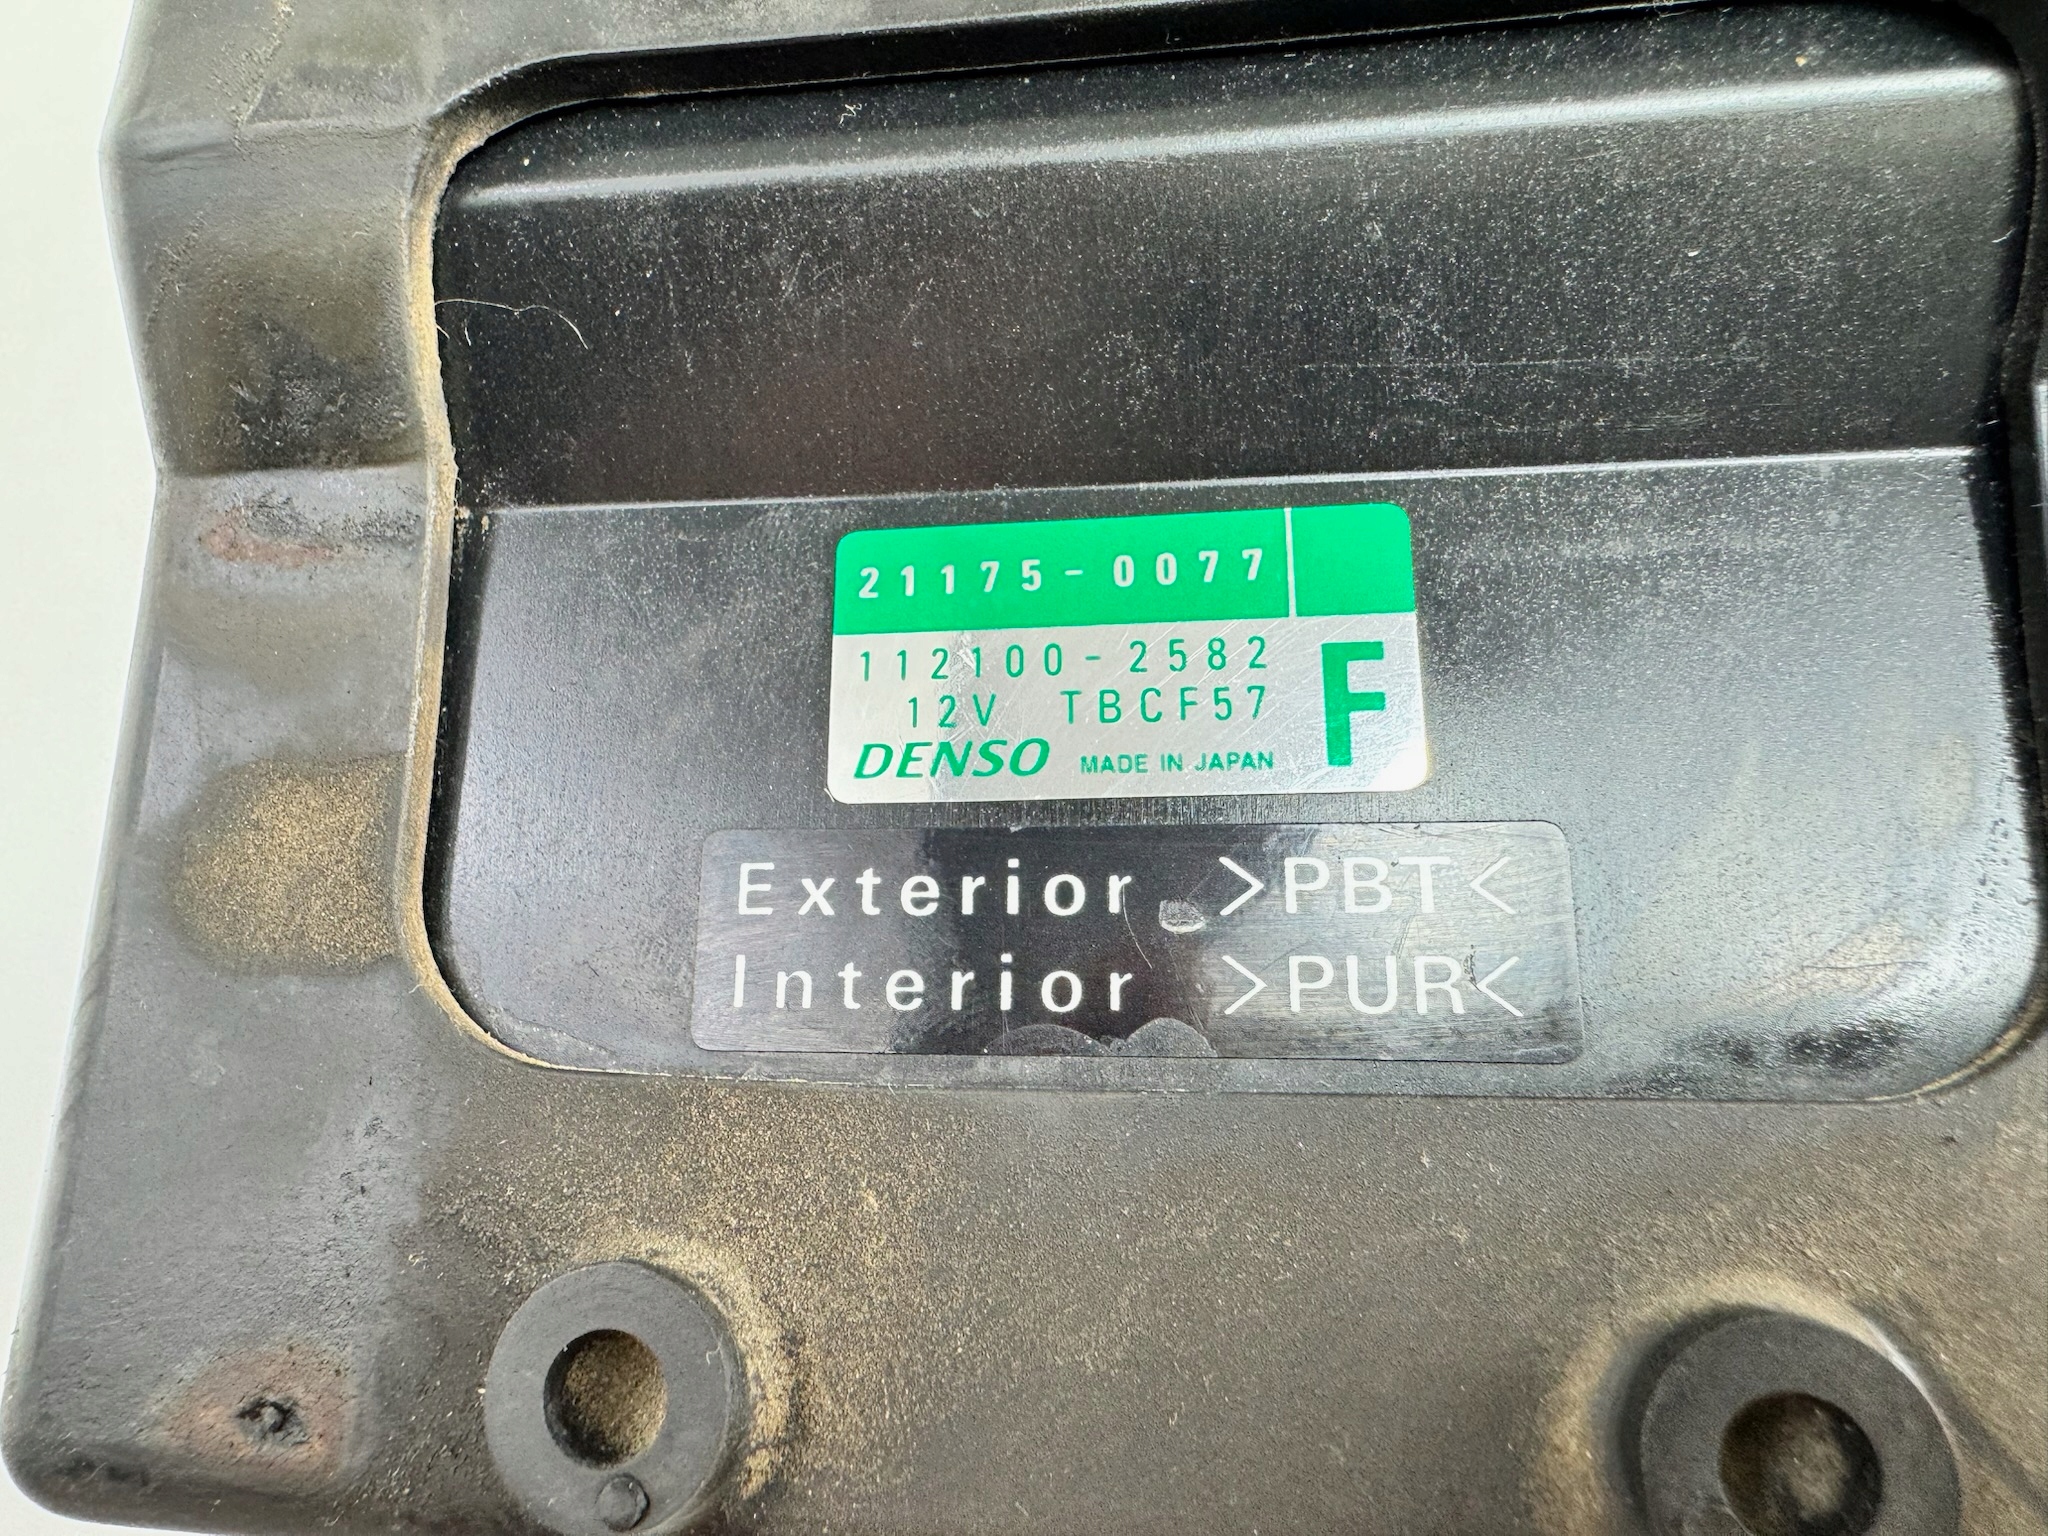 21175-0077
112100-2582
12V TBCF57 F
DENSO MADE IN JAPAN
Exterior >PBT<
Interior >PUR<